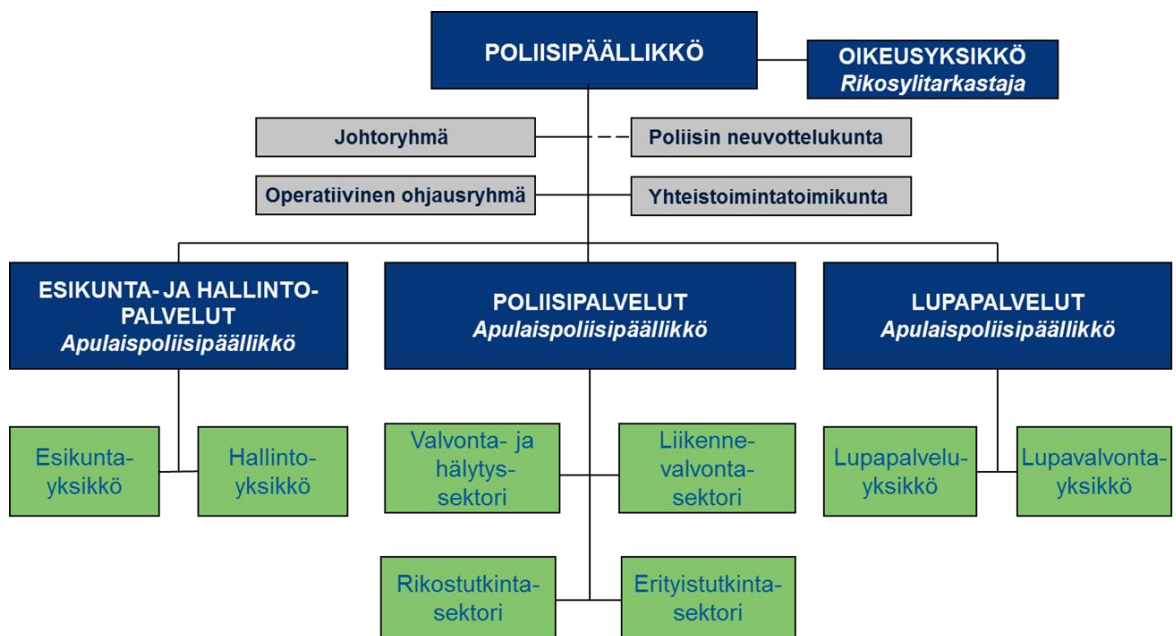 POLIISIPÄÄLLIKKÖ
OIKEUSYKSIKKÖ
Rikosylitarkastaja
Johtoryhmä
Poliisin neuvottelukunta
Operatiivinen ohjausryhmä
Yhteistoimintatoimikunta
ESIKUNTA- JA HALLINTO-
PALVELUT
Apulaispoliisipäällikkö
POLIISIPALVELUT
Apulaispoliisipäällikkö
LUPAPALVELUT
Apulaispoliisipäällikkö
Esikunta-
yksikkö
Hallinto-
yksikkö
Valvonta- ja
hälytys-
sektori
Liikenne-
valvonta-
sektori
Lupapalvelu-
yksikkö
Lupavalvonta-
yksikkö
Rikostutkinta-
sektori
Erityistutkinta-
sektori